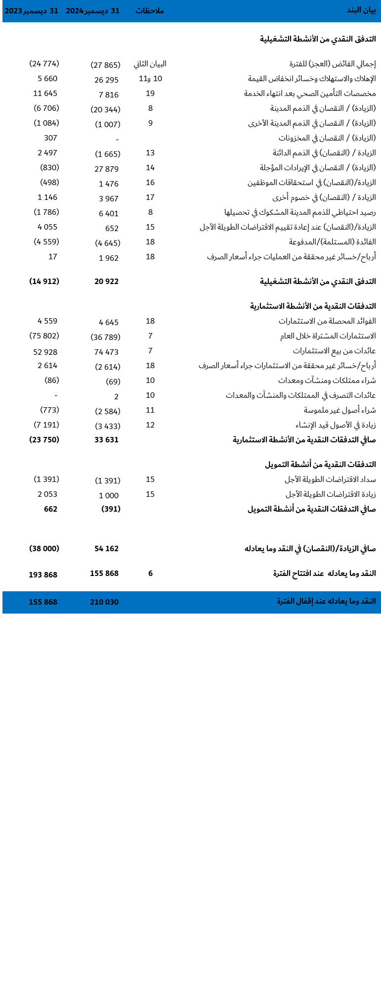 بيان البند ملاحظات 31 ديسمبر2024 31 ديسمبر2023
التدفق النقدي من الأنشطة التشغيلية
إجمالي الفائض (العجز) للفترة البيان الثاني (27 865) (24 774)
الإهلاك والاستهلاك وخسائر انخفاض القيمة 10 و11 26 295 5 660
مخصصات التأمين الصحي بعد انتهاء الخدمة 19 7 816 11 645
(الزيادة) / النقصان في الذمم المدينة 8 (20 344) (6 706)
(الزيادة) / النقصان في الذمم المدينة الأخرى 9 (1 007) (1 084)
(الزيادة) / النقصان في المخزونات - 307
الزيادة / (النقصان) في الذمم الدائنة 13 (1 665) 2 497
(الزيادة) / النقصان في الإيرادات المؤجلة 14 27 879 (830)
الزيادة/(النقصان) في استحقاقات الموظفين 16 1 476 (498)
الزيادة / (النقصان) في خصوم أخرى 17 3 967 1 146
رصيد احتياطي للذمم المدينة المشكوك في تحصيلها 8 6 401 (1 786)
الزيادة/(النقصان) عند إعادة تقييم الاقتراضات الطويلة الأجل 15 652 4 055
الفائدة (المستلمة)/المدفوعة 18 (4 645) (4 559)
أرباح/خسائر غير محققة من العمليات جراء أسعار الصرف 18 1 962 17
التدفق النقدي من الأنشطة التشغيلية 20 922 (14 912)
التدفقات النقدية من الأنشطة الاستثمارية
الفوائد المحصلة من الاستثمارات 18 4 645 4 559
الاستثمارات المشتراة خلال العام 7 (36 789) (75 802)
عائدات من بيع الاستثمارات 7 74 473 52 928
أرباح/خسائر غير محققة من الاستثمارات جراء أسعار الصرف 18 (2 614) 2 614
شراء ممتلكات ومنشآت ومعدات 10 (69) (86)
عائدات التصرف في الممتلكات والمنشآت والمعدات 10 2 -
شراء أصول غير ملموسة 11 (2 584) (773)
زيادة في الأصول قيد الإنشاء 12 (3 433) (7 191)
صافي التدفقات النقدية من الأنشطة الاستثمارية 33 631 (23 750)
التدفقات النقدية من أنشطة التمويل
سداد الاقتراضات الطويلة الأجل 15 (1 391) (1 391)
زيادة الاقتراضات الطويلة الأجل 15 1 000 2 053
صافي التدفقات النقدية من أنشطة التمويل (391) 662
صافي الزيادة/(النقصان) في النقد وما يعادله 54 162 (38 000)
النقد وما يعادله عند افتتاح الفترة 6 155 868 193 868
النقد وما يعادله عند إقفال الفترة 210 030 155 868